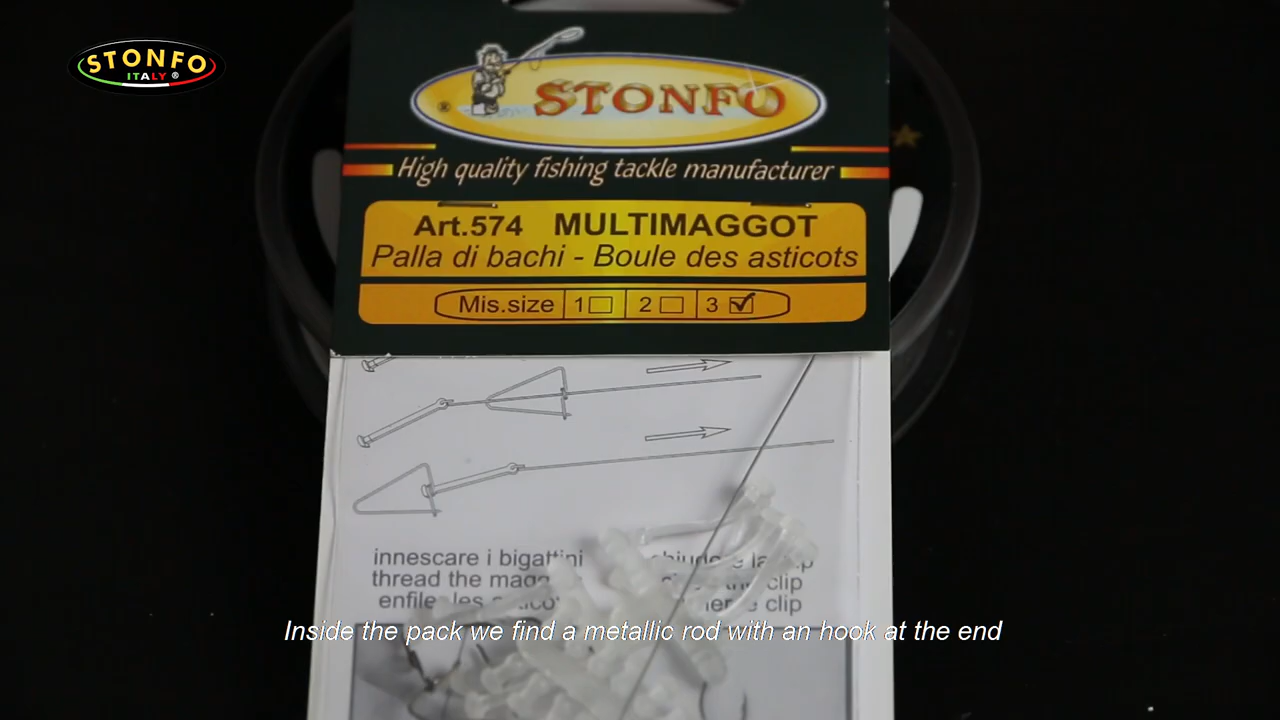 STONFO
ITALY ®
® STONFO
High quality fishing tackle manufacturer
Art.574 MULTIMAGGOT
Palla di bachi - Boule des asticots
Mis.size 1 2 3
innescare i bigattini
thread the clip
enfiler les clip
Inside the pack we find a metallic rod with an hook at the end